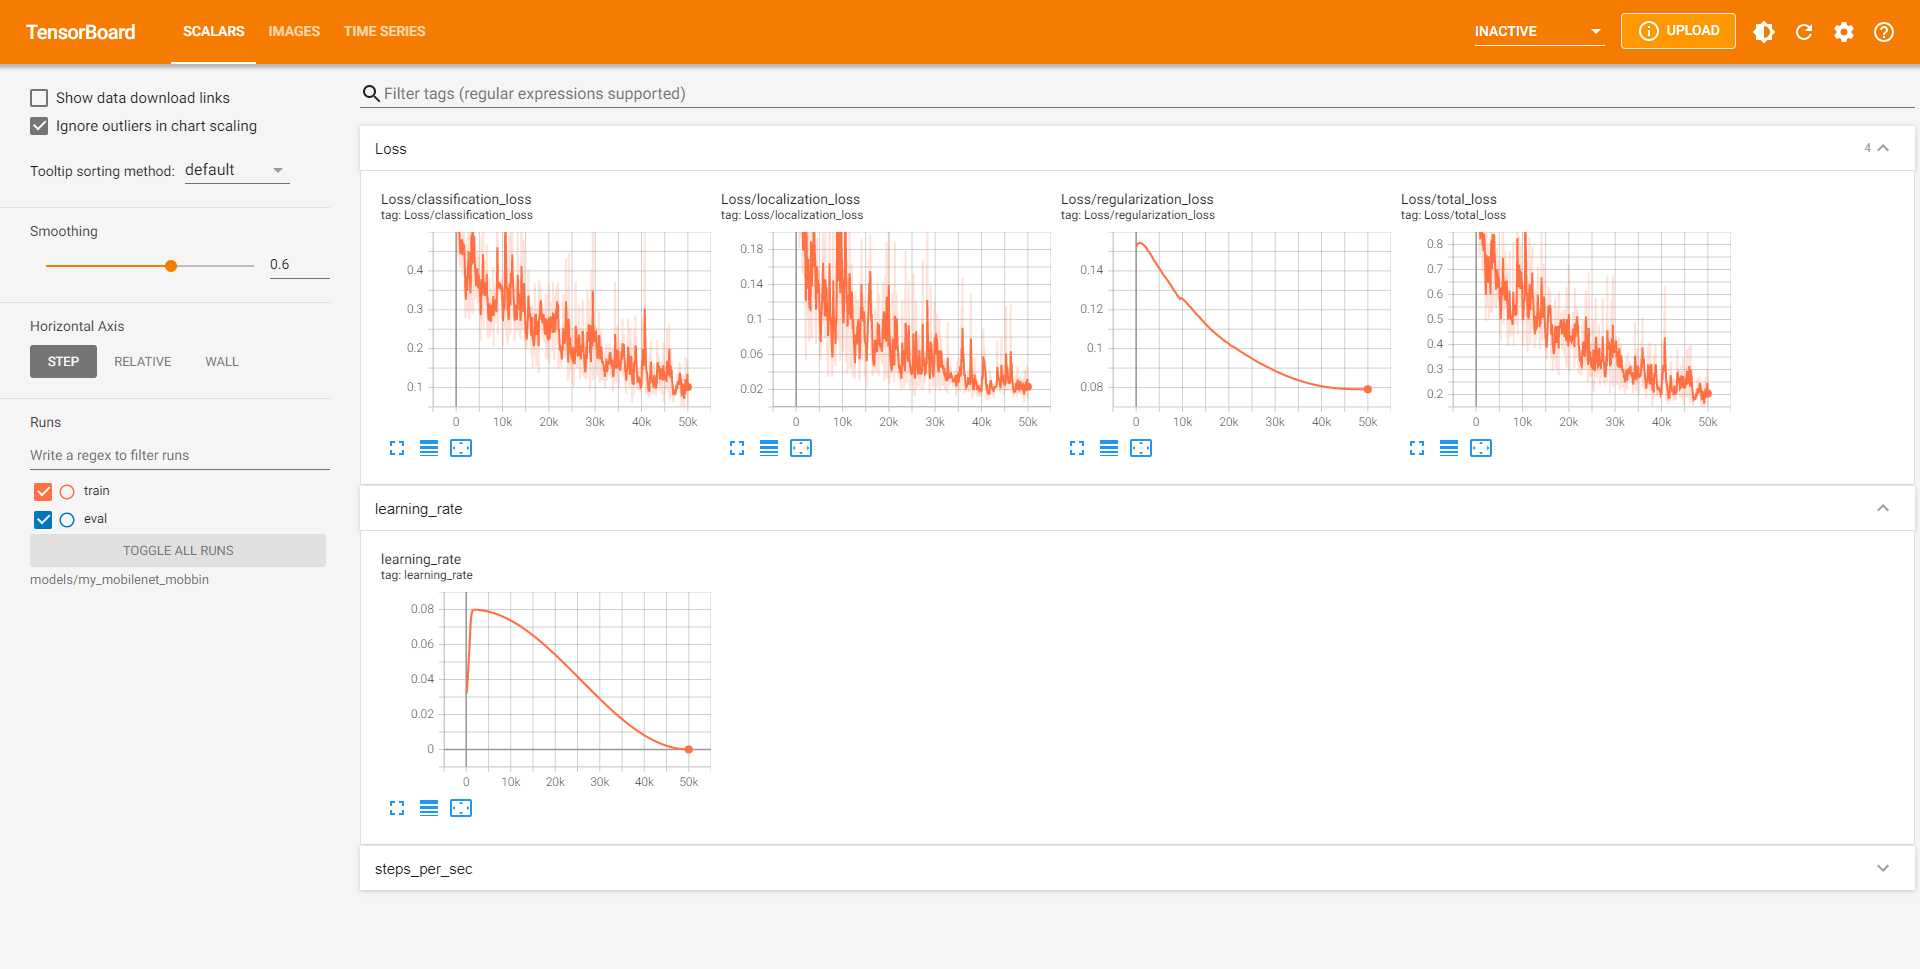 TensorBoard SCALARS IMAGES TIME SERIES INACTIVE UPLOAD
Show data download links
Ignore outliers in chart scaling
Tooltip sorting method: default
Smoothing
0.6
Horizontal Axis
STEP RELATIVE WALL
Runs
Write a regex to filter runs
train
eval
TOGGLE ALL RUNS
models/my_mobilenet_mobbin
Filter tags (regular expressions supported)
Loss 4
Loss/classification_loss
tag: Loss/classification_loss
0.4
0.3
0.2
0.1
0 10k 20k 30k 40k 50k
Loss/localization_loss
tag: Loss/localization_loss
0.18
0.14
0.1
0.06
0.02
0 10k 20k 30k 40k 50k
Loss/regularization_loss
tag: Loss/regularization_loss
0.14
0.12
0.1
0.08
0 10k 20k 30k 40k 50k
Loss/total_loss
tag: Loss/total_loss
0.8
0.7
0.6
0.5
0.4
0.3
0.2
0 10k 20k 30k 40k 50k
learning_rate
learning_rate
tag: learning_rate
0.08
0.06
0.04
0.02
0
0 10k 20k 30k 40k 50k
steps_per_sec